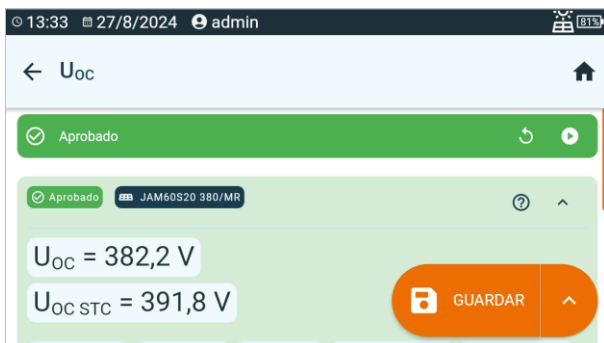 13:33 27/8/2024 admin 81%
Uoc
Aprobado
Aprobado JAM60S20 380/MR
Uoc = 382,2 V
Uoc STC = 391,8 V
GUARDAR